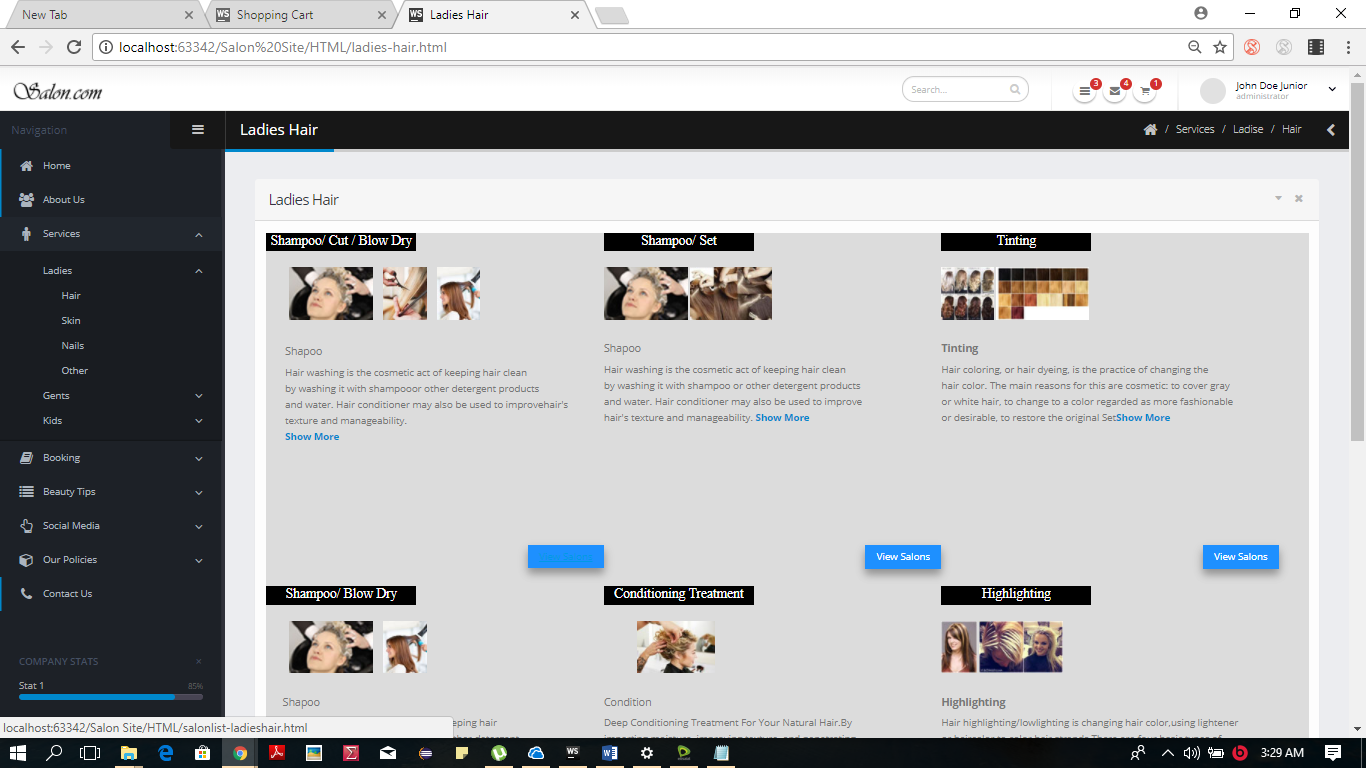 New Tab
WS Shopping Cart
WS Ladies Hair
localhost:63342/Salon%20Site/HTML/ladies-hair.html
Salon.com
Search...
3
4
1
John Doe Junior
administrator
Navigation
Ladies Hair
/ Services / Ladise / Hair
Home
About Us
Services
Ladies
Hair
Skin
Nails
Other
Gents
Kids
Booking
Beauty Tips
Social Media
Our Policies
Contact Us
COMPANY STATS
Stat 1
85%
Ladies Hair
Shampoo/ Cut / Blow Dry
Shapoo
Hair washing is the cosmetic act of keeping hair clean
by washing it with shampooor other detergent products
and water. Hair conditioner may also be used to improvehair's
texture and manageability.
Show More
Shampoo/ Set
Shapoo
Hair washing is the cosmetic act of keeping hair clean
by washing it with shampoo or other detergent products
and water. Hair conditioner may also be used to improve
hair's texture and manageability. Show More
View Salons
Tinting
Tinting
Hair coloring, or hair dyeing, is the practice of changing the
hair color. The main reasons for this are cosmetic: to cover gray
or white hair, to change to a color regarded as more fashionable
or desirable, to restore the original SetShow More
View Salons
Shampoo/ Blow Dry
Shapoo
hair
Conditioning Treatment
Condition
Deep Conditioning Treatment For Your Natural Hair.By
Highlighting
Highlighting
Hair highlighting/lowlighting is changing hair color,using lightener
localhost:63342/Salon Site/HTML/salonlist-ladieshair.html
WS
3:29 AM